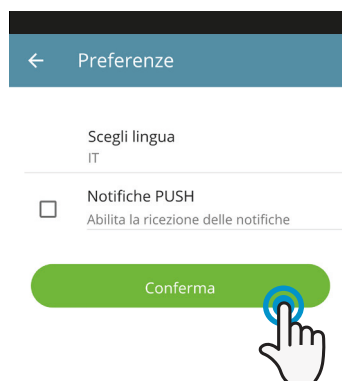 Preferenze
Scegli lingua
IT
Notifiche PUSH
Abilita la ricezione delle notifiche
Conferma